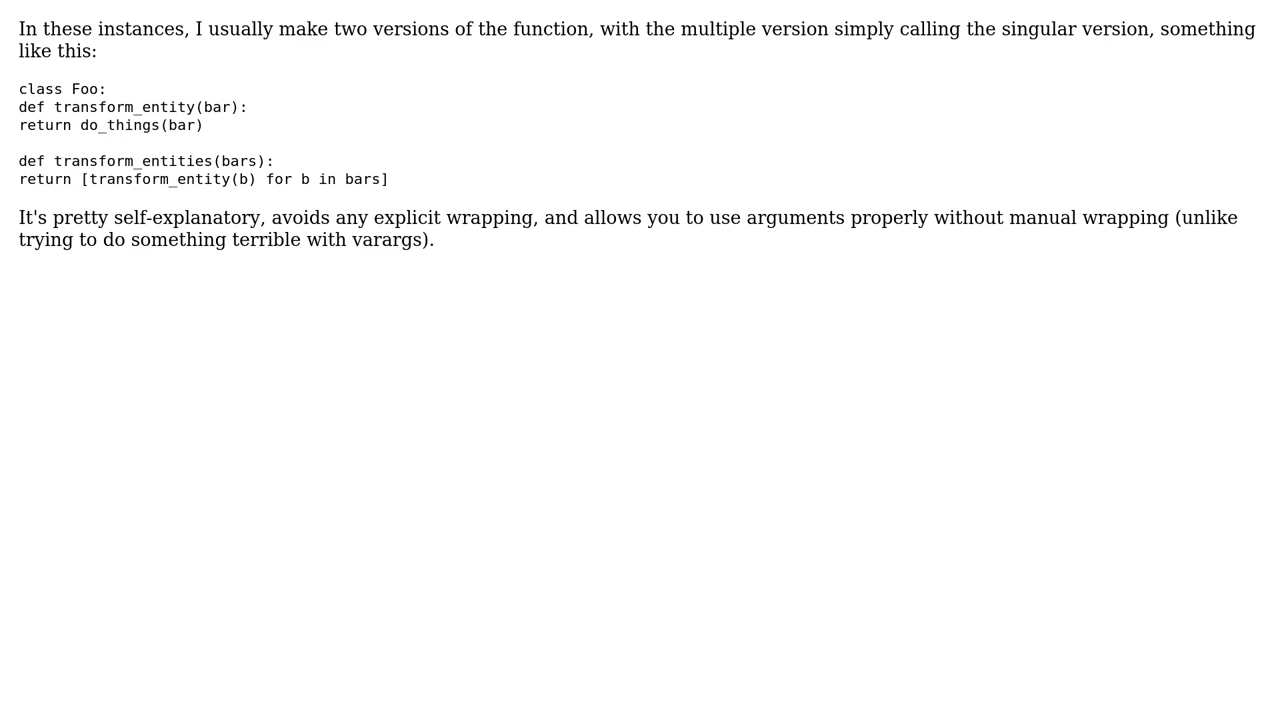 In these instances, I usually make two versions of the function, with the multiple version simply calling the singular version, something
like this:
class Foo:
def transform_entity(bar):
return do_things(bar)
def transform_entities(bars):
return [transform_entity(b) for b in bars]
It's pretty self-explanatory, avoids any explicit wrapping, and allows you to use arguments properly without manual wrapping (unlike
trying to do something terrible with varargs).